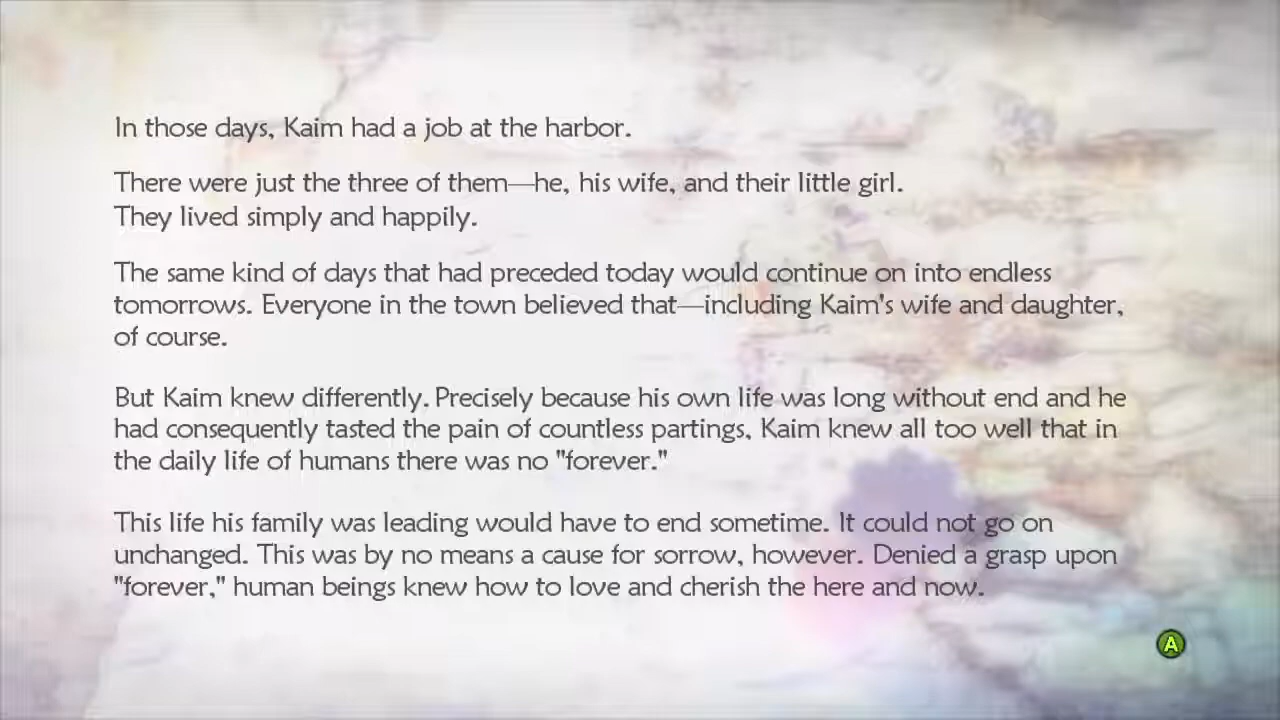 In those days, Kaim had a job at the harbor.
There were just the three of them—he, his wife, and their little girl.
They lived simply and happily.
The same kind of days that had preceded today would continue on into endless
tomorrows. Everyone in the town believed that—including Kaim's wife and daughter,
of course.
But Kaim knew differently. Precisely because his own life was long without end and he
had consequently tasted the pain of countless partings, Kaim knew all too well that in
the daily life of humans there was no "forever."
This life his family was leading would have to end sometime. It could not go on
unchanged. This was by no means a cause for sorrow, however. Denied a grasp upon
"forever," human beings knew how to love and cherish the here and now.
A